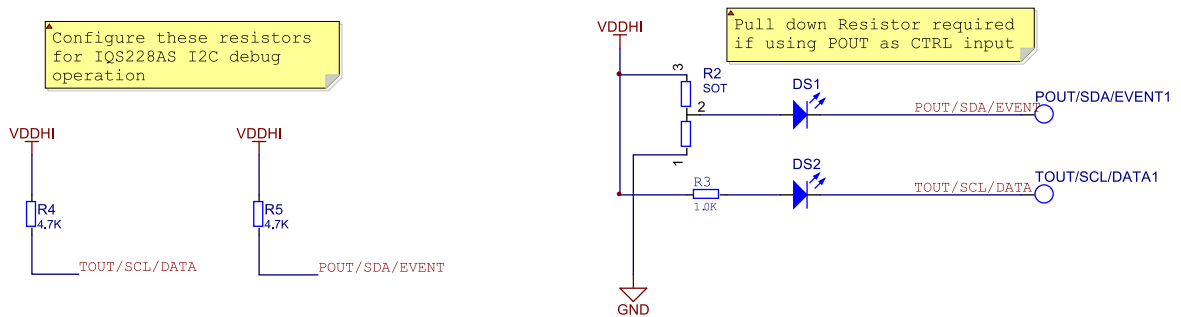 Configure these resistors
for IQS228AS I2C debug
operation
VDDHI
R4
4.7K
TOUT/SCL/DATA
VDDHI
R5
4.7K
POUT/SDA/EVENT
Pull down Resistor required
if using POUT as CTRL input
VDDHI
3
R2
SOT
2
1
DS1
POUT/SDA/EVENT
POUT/SDA/EVENT1
R3
1.0K
DS2
TOUT/SCL/DATA
TOUT/SCL/DATA1
GND